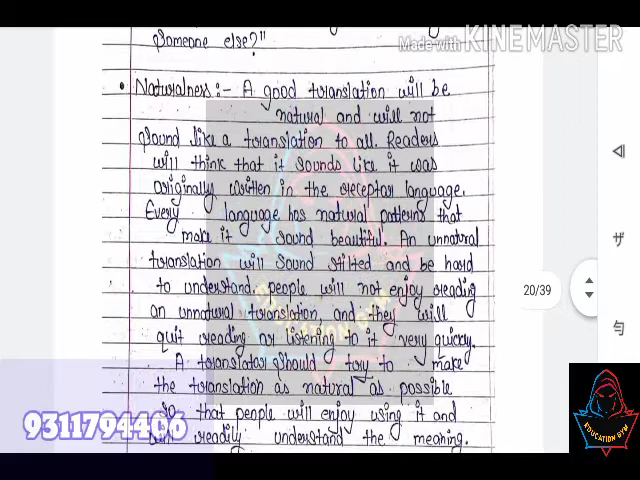 someone else?"
Made with KINEMASTER
• Naturalness:- A good translation will be
natural and will not
sound like a translation to all. Readers
will think that it sounds like it was
originally written in the receptor language.
Every language has natural patterns that
make it sound beautiful. An unnatural
translation will sound stilted and be hard
to understand. people will not enjoy reading
an unnatural translation, and they will
quit reading or listening to it very quickly.
A translator should try to make
the translation as natural as possible
so that people will enjoy using it and
will readily understand the meaning.
20/39
9311794406
EDUCATION GYM